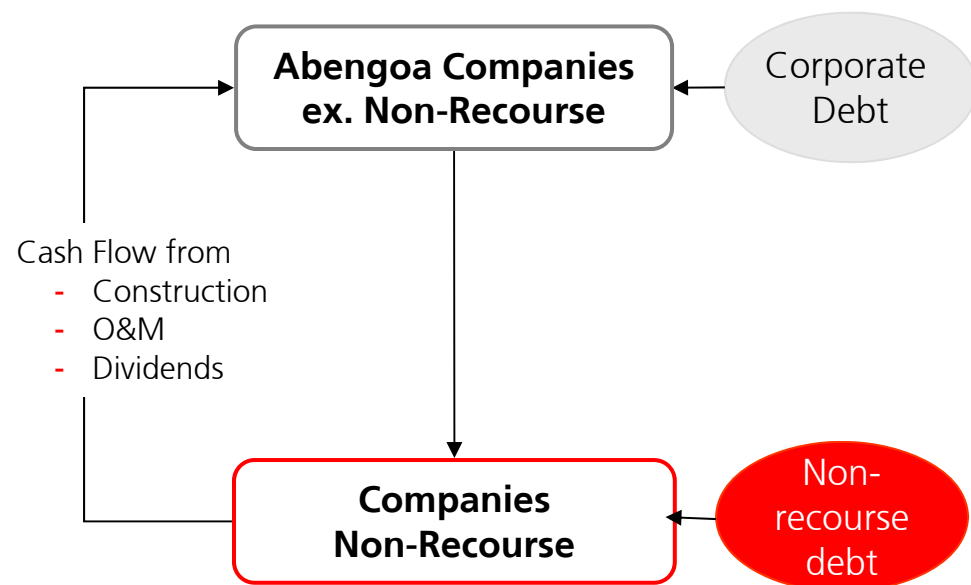 Abengoa Companies
ex. Non-Recourse
Corporate
Debt
Cash Flow from
- Construction
- O&M
- Dividends
Companies
Non-Recourse
Non-
recourse
debt